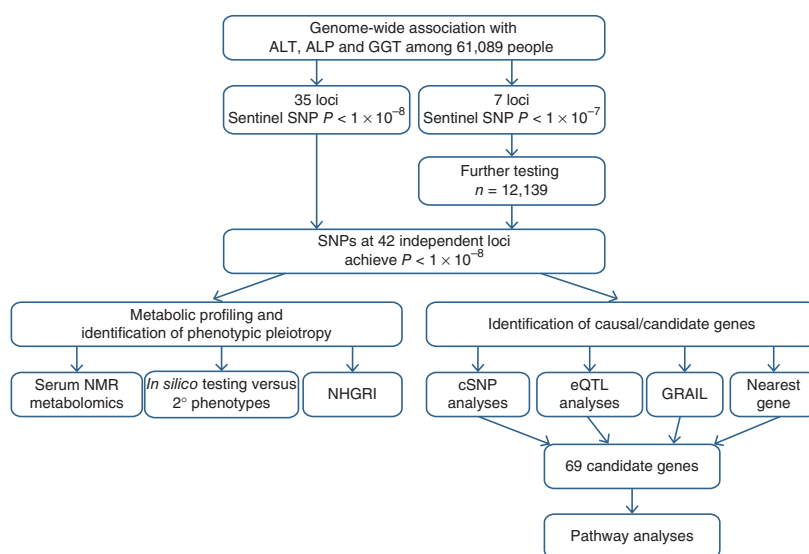 Genome-wide association with
ALT, ALP and GGT among 61,089 people
35 loci
Sentinel SNP P < 1 × 10⁻⁸
7 loci
Sentinel SNP P < 1 × 10⁻⁷
Further testing
n = 12,139
SNPs at 42 independent loci
achieve P < 1 × 10⁻⁸
Metabolic profiling and
identification of phenotypic pleiotropy
Identification of causal/candidate genes
Serum NMR
metabolomics
In silico testing versus
2° phenotypes
NHGRI
cSNP
analyses
eQTL
analyses
GRAIL
Nearest
gene
69 candidate genes
Pathway analyses